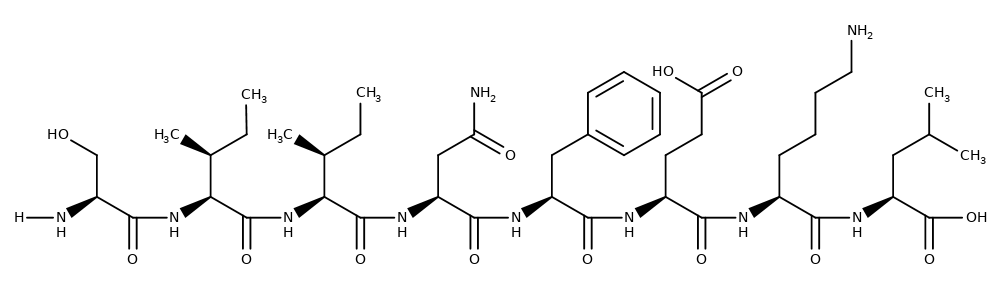 NH₂
HO O
CH₃ CH₃ NH₂ CH₃
HO H₃C H₃C O CH₃
H N N N N N N N N OH
H H H H H H H H
O O O O O O O O